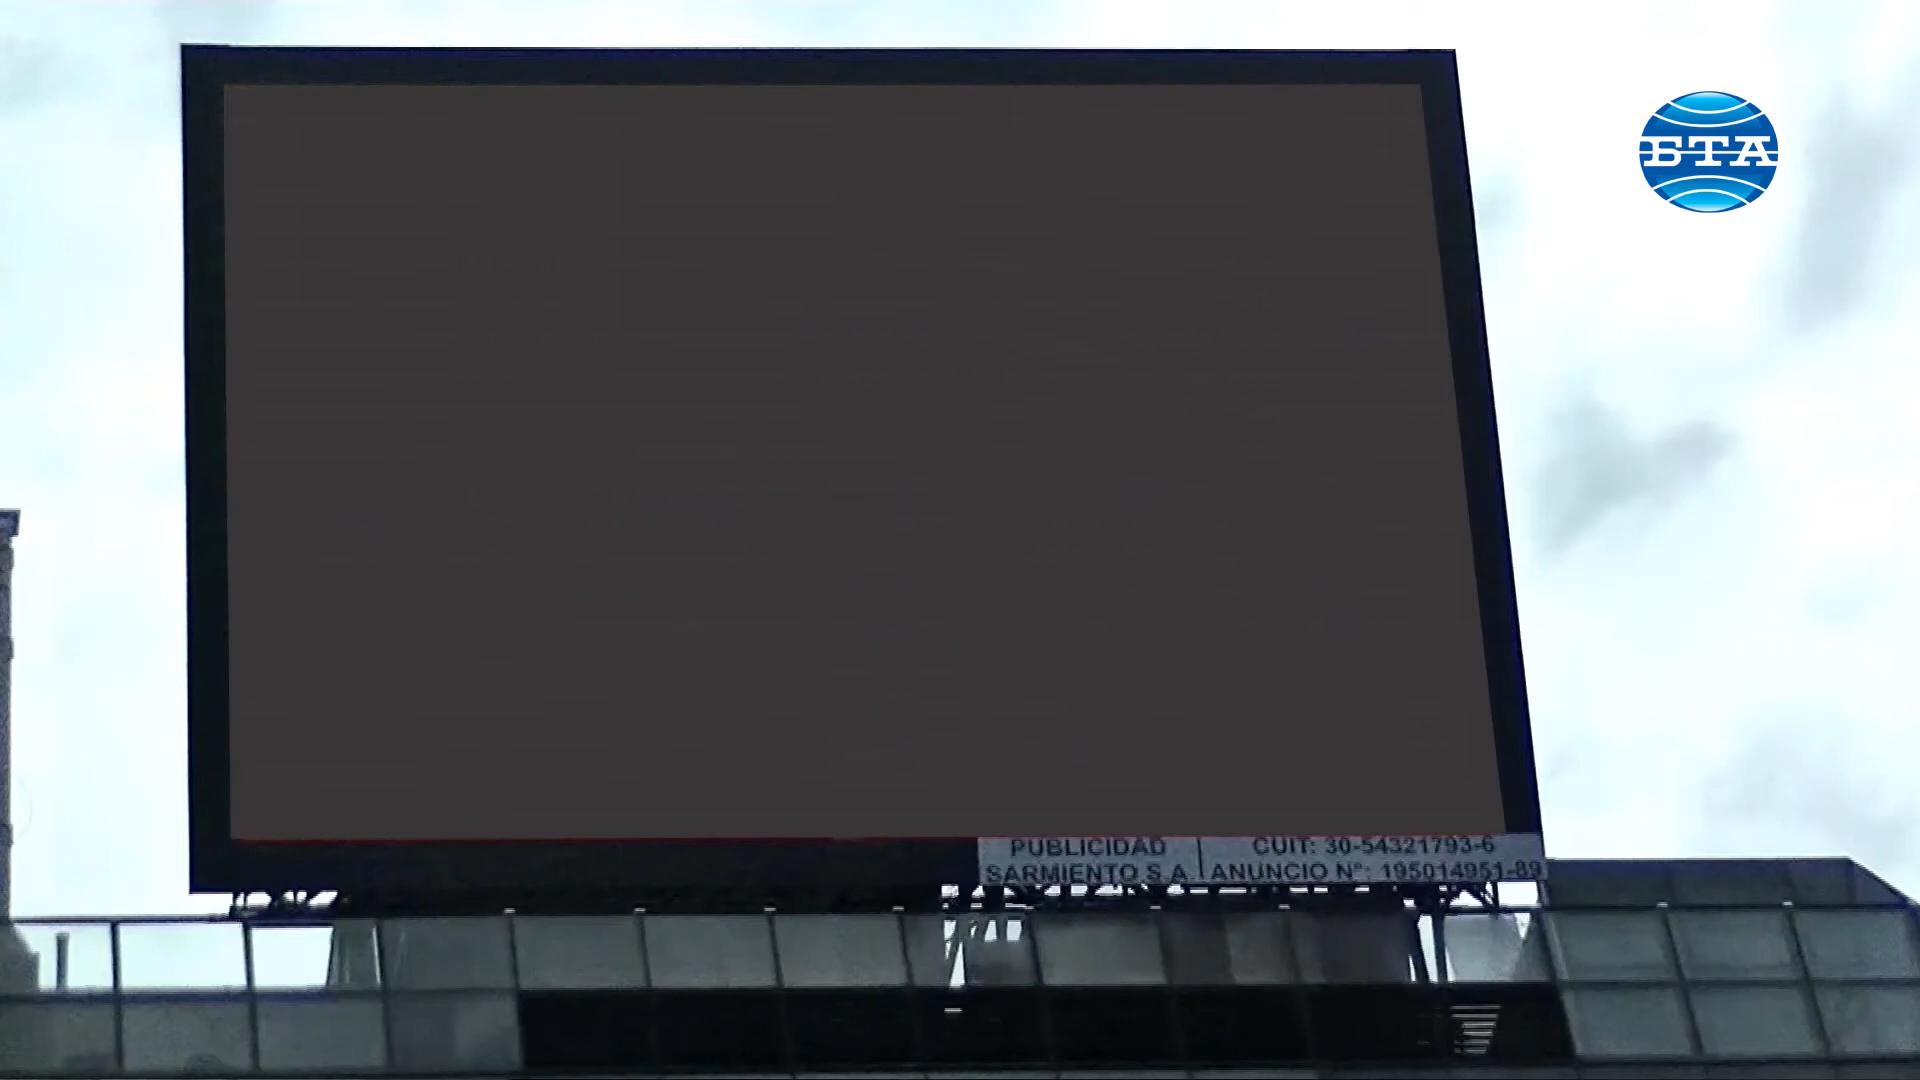 БТА
PUBLICIDAD
SARMIENTO S.A.
CUIT: 30-54321793-6
ANUNCIO N°: 195014951-89